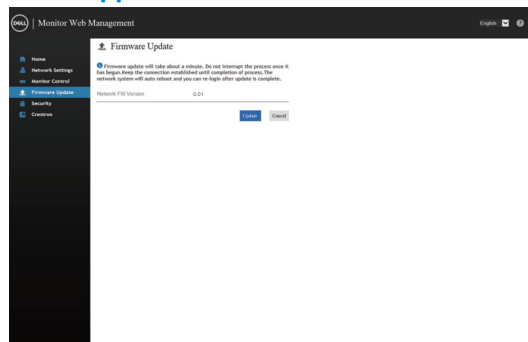 DELL | Monitor Web Management
English
Firmware Update
Home
Network Settings
Monitor Control
Firmware Update
Security
Crestron
Firmware update will take about a minute. Do not interrupt the process once it
has begun.Keep the connection established until completion of process.The
network system will auto reboot and you can re-login after update is complete.
Network FW Version 0.01
Update Cancel